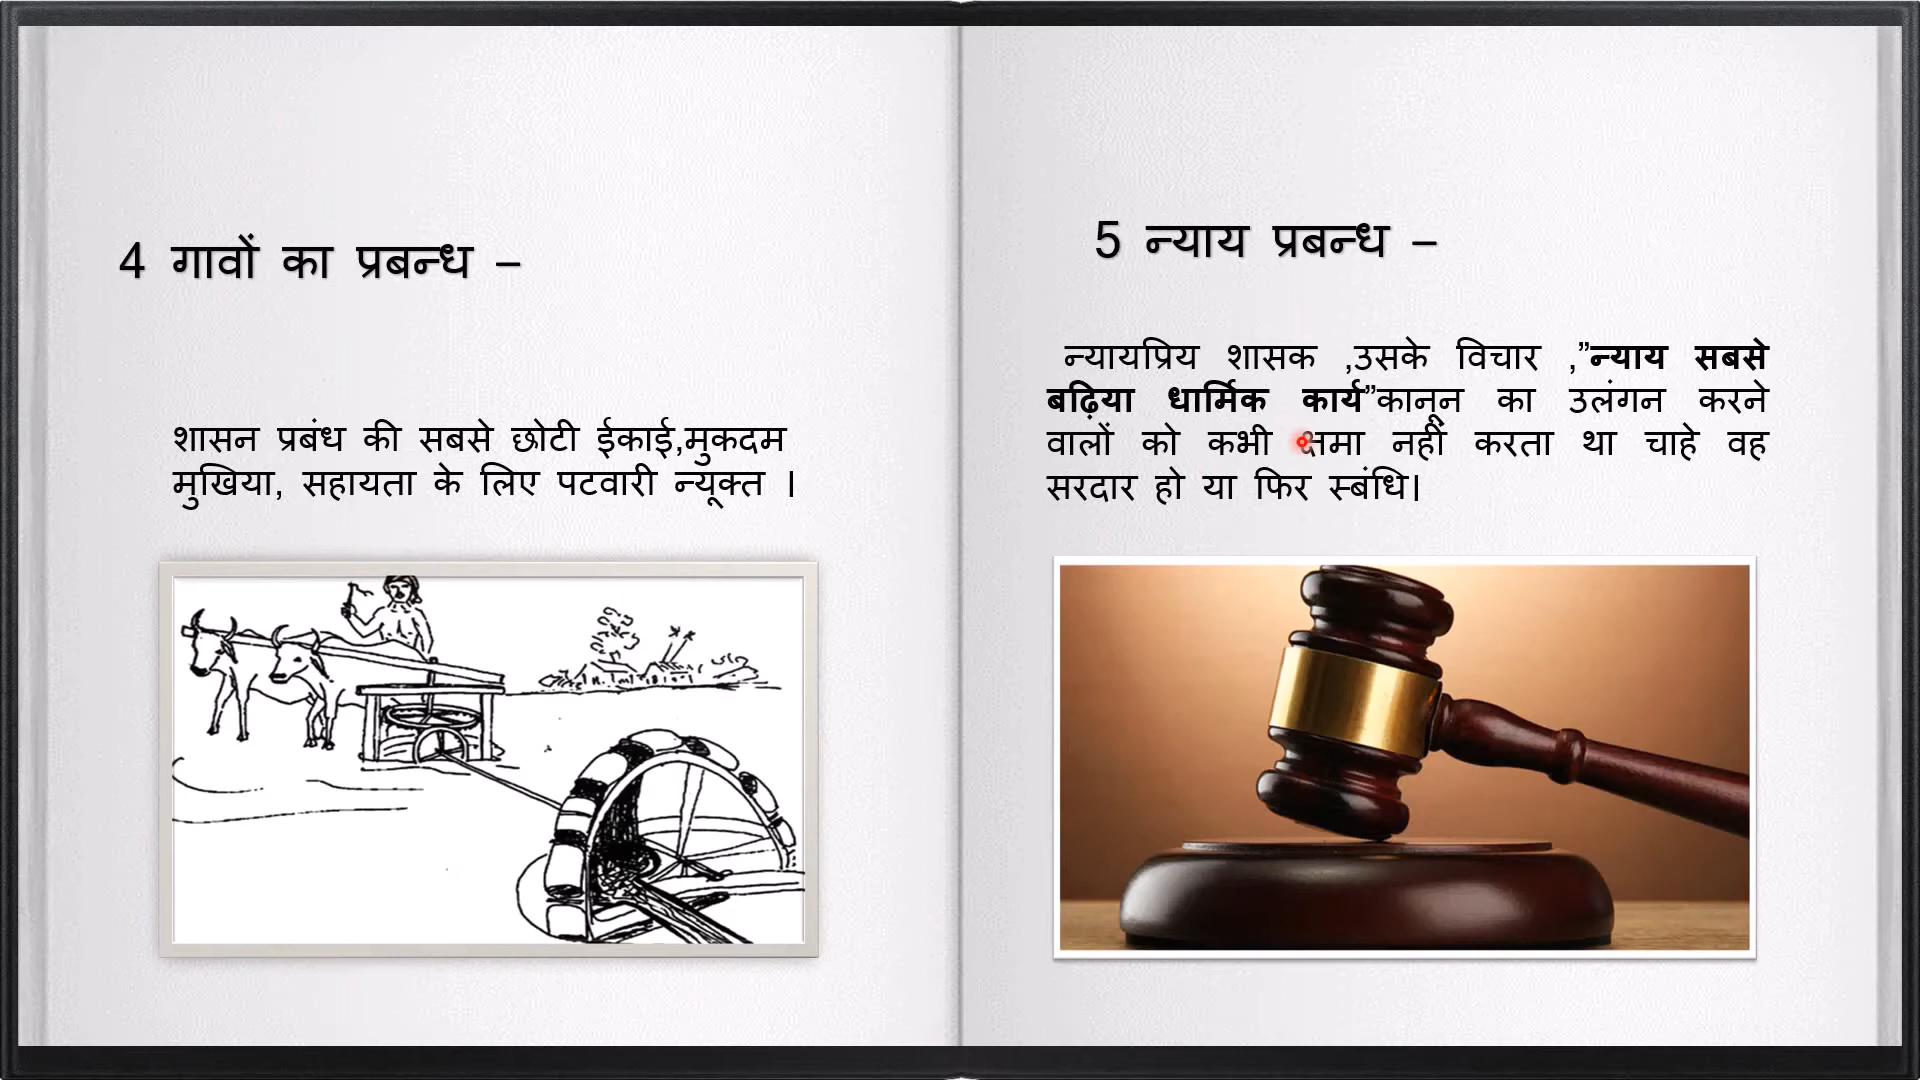 4 गावों का प्रबन्ध –
शासन प्रबंध की सबसे छोटी ईकाई,मुकदम
मुखिया, सहायता के लिए पटवारी न्यूक्त ।
5 न्याय प्रबन्ध –
न्यायप्रिय शासक ,उसके विचार ,”न्याय सबसे
बढ़िया धार्मिक कार्य”कानून का उलंगन करने
वालों को कभी क्षमा नहीं करता था चाहे वह
सरदार हो या फिर स्बंधि।